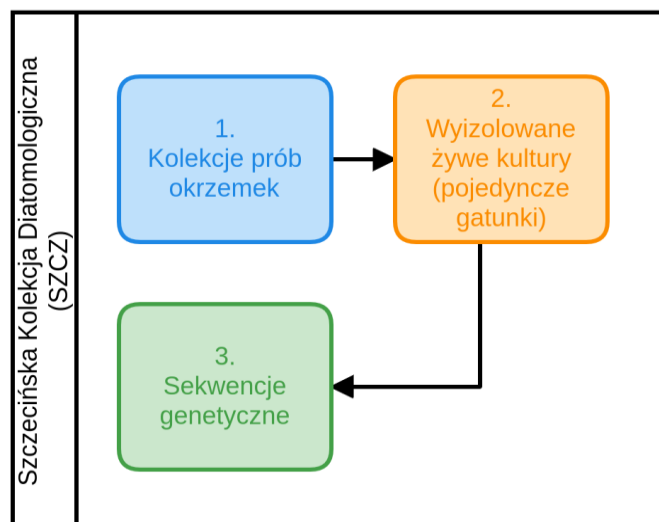 Szczecińska Kolekcja Diatomologiczna
(SZCZ)
1.
Kolekcje prób
okrzemek
2.
Wyizolowane
żywe kultury
(pojedyncze
gatunki)
3.
Sekwencje
genetyczne